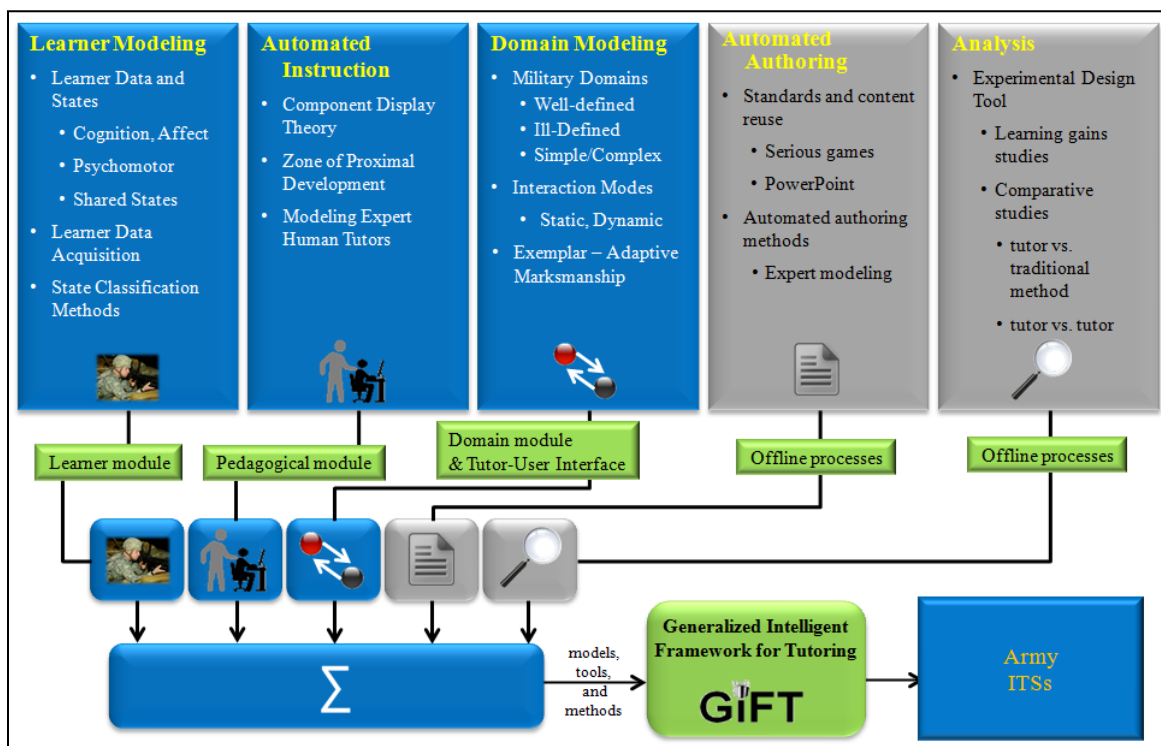 Learner Modeling
• Learner Data and
States
• Cognition, Affect
• Psychomotor
• Shared States
• Learner Data
Acquisition
• State Classification
Methods
Automated
Instruction
• Component Display
Theory
• Zone of Proximal
Development
• Modeling Expert
Human Tutors
Domain Modeling
• Military Domains
• Well-defined
• Ill-Defined
• Simple/Complex
• Interaction Modes
• Static, Dynamic
• Exemplar – Adaptive
Marksmanship
Automated
Authoring
• Standards and content
reuse
• Serious games
• PowerPoint
• Automated authoring
methods
• Expert modeling
Analysis
• Experimental Design
Tool
• Learning gains
studies
• Comparative
studies
• tutor vs.
traditional
method
• tutor vs. tutor
Learner module
Pedagogical module
Domain module
& Tutor-User Interface
Offline processes
Offline processes
Σ
models,
tools,
and
methods
Generalized Intelligent
Framework for Tutoring
GiFT
Army
ITSs